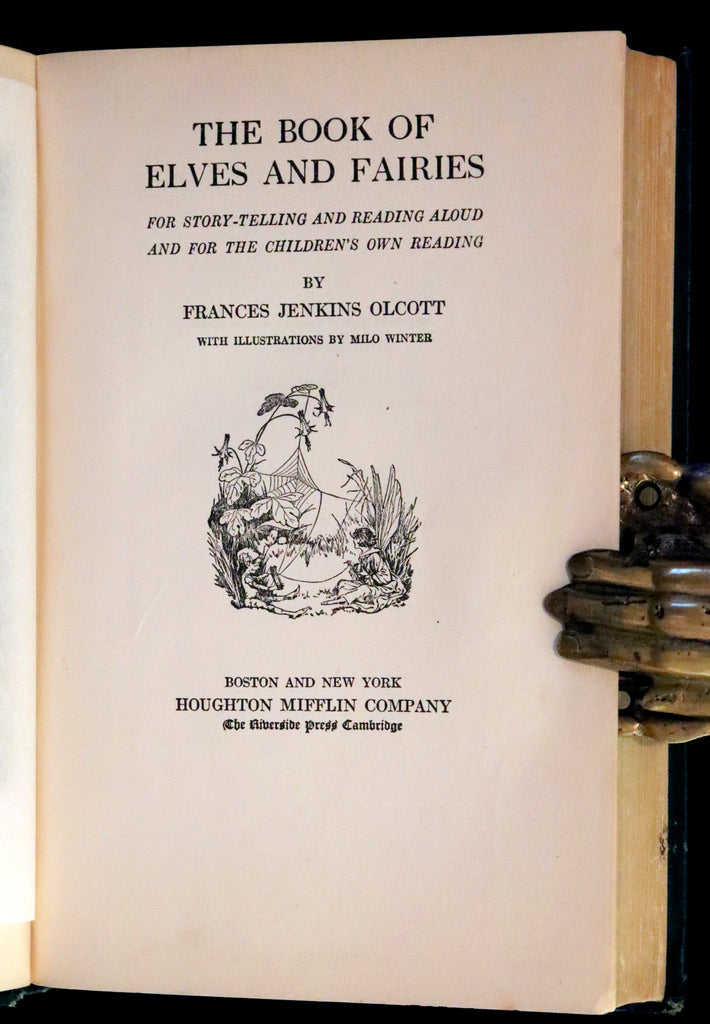 THE BOOK OF
ELVES AND FAIRIES
FOR STORY-TELLING AND READING ALOUD
AND FOR THE CHILDREN'S OWN READING
BY
FRANCES JENKINS OLCOTT
WITH ILLUSTRATIONS BY MILO WINTER
BOSTON AND NEW YORK
HOUGHTON MIFFLIN COMPANY
The Riverside Press Cambridge